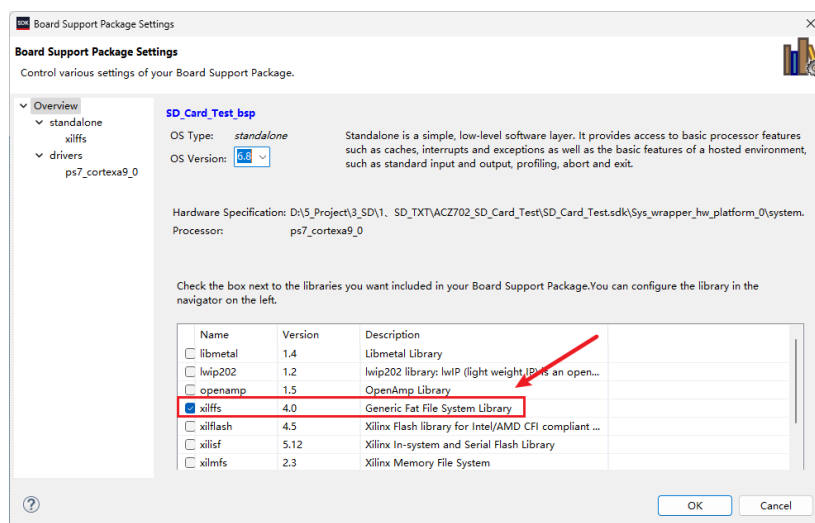 SDK Board Support Package Settings
Board Support Package Settings
Control various settings of your Board Support Package.
Overview
standalone
xilffs
drivers
ps7_cortexa9_0
SD_Card_Test_bsp
OS Type: standalone
OS Version: 6.8
Standalone is a simple, low-level software layer. It provides access to basic processor features
such as caches, interrupts and exceptions as well as the basic features of a hosted environment,
such as standard input and output, profiling, abort and exit.
Hardware Specification: D:\5_Project\3_SD\1、SD_TXT\ACZ702_SD_Card_Test\SD_Card_Test.sdk\Sys_wrapper_hw_platform_0\system.
Processor: ps7_cortexa9_0
Check the box next to the libraries you want included in your Board Support Package.You can configure the library in the
navigator on the left.
Name Version Description
libmetal 1.4 Libmetal Library
lwip202 1.2 lwip202 library: lwIP (light weight IP) is an open...
openamp 1.5 OpenAmp Library
xilffs 4.0 Generic Fat File System Library
xilflash 4.5 Xilinx Flash library for Intel/AMD CFI compliant ...
xilisf 5.12 Xilinx In-system and Serial Flash Library
xilmfs 2.3 Xilinx Memory File System
OK Cancel